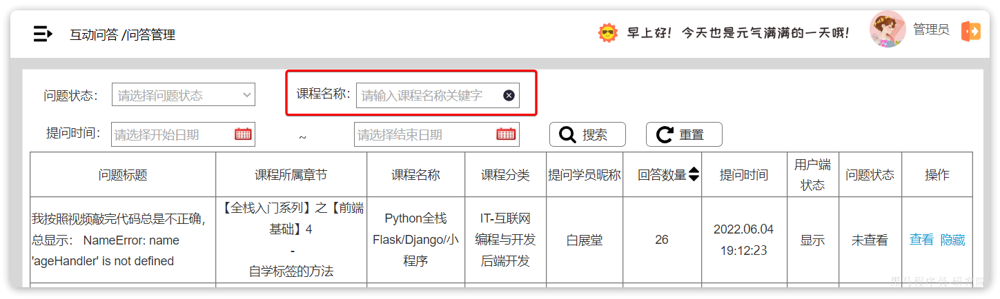 互动问答 /问答管理
早上好！今天也是元气满满的一天哦！
管理员
问题状态：
请选择问题状态
课程名称：
请输入课程名称关键字
提问时间：
请选择开始日期
~
请选择结束日期
搜索
重置
问题标题
课程所属章节
课程名称
课程分类
提问学员昵称
回答数量
提问时间
用户端
状态
问题状态
操作
我按照视频敲完代码总是不正确，
总显示： NameError: name
'ageHandler' is not defined
【全栈入门系列】之【前端
基础】4
-
自学标签的方法
Python全栈
Flask/Django/小
程序
IT-互联网
编程与开发
后端开发
白展堂
26
2022.06.04
19:12:23
显示
未查看
查看 隐藏
黑马程序员-研究院